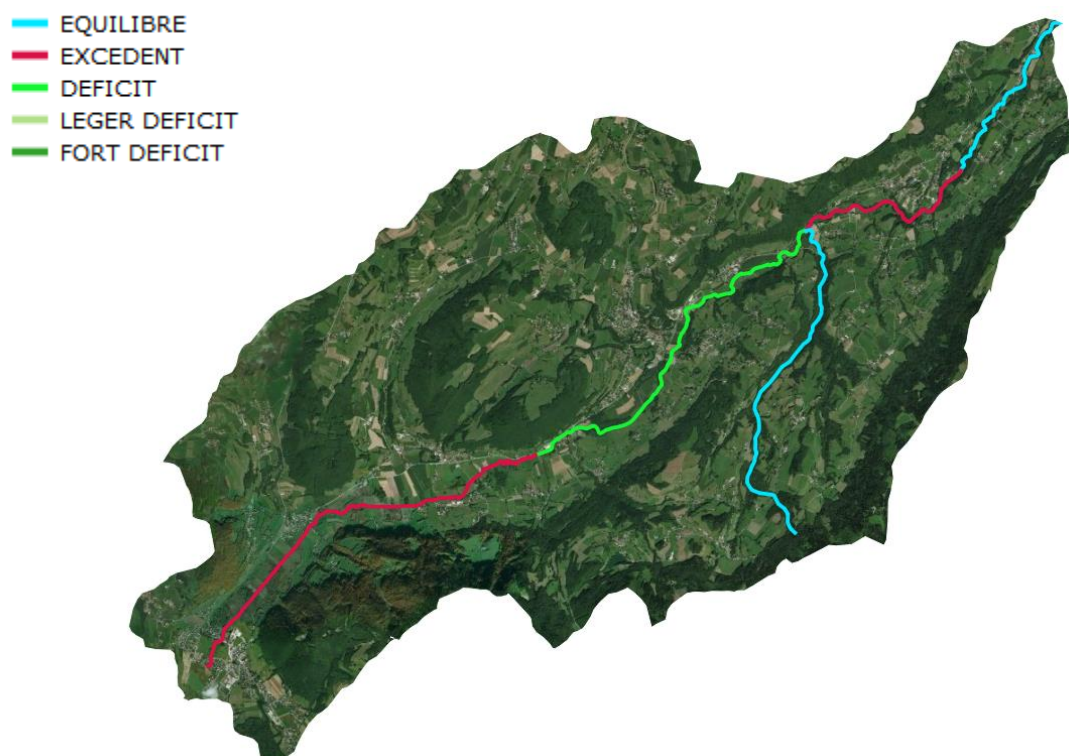 EQUILIBRE
EXCEDENT
DEFICIT
LEGER DEFICIT
FORT DEFICIT